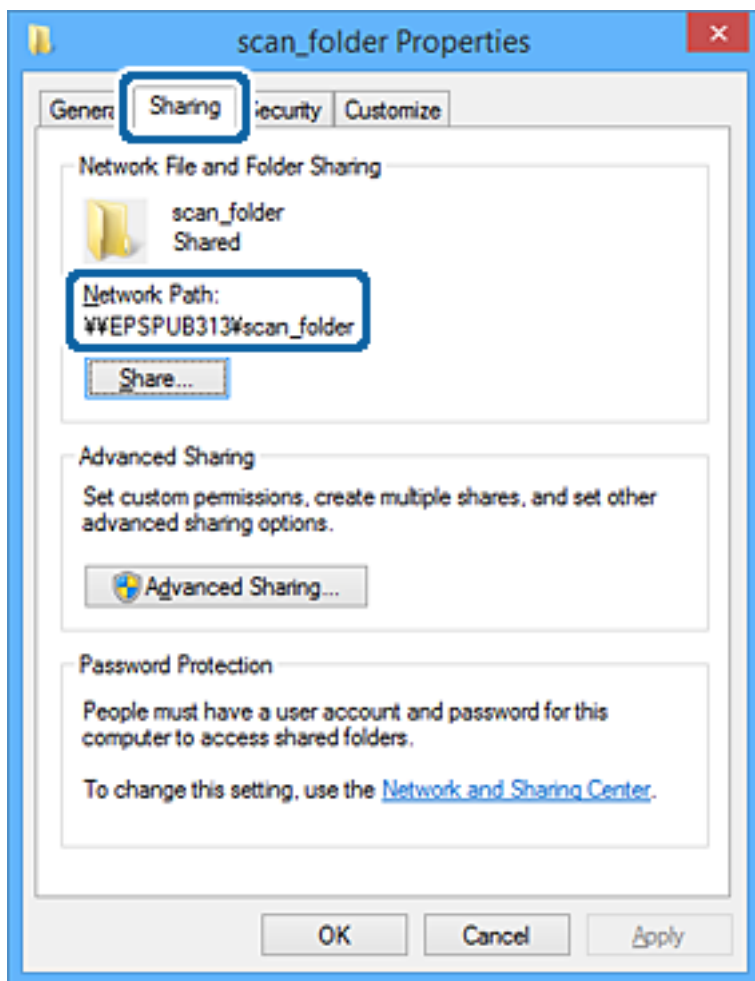 scan_folder Properties
General Sharing Security Customize
Network File and Folder Sharing
scan_folder
Shared
Network Path:
¥¥EPSPUB313¥scan_folder
Share...
Advanced Sharing
Set custom permissions, create multiple shares, and set other
advanced sharing options.
Advanced Sharing...
Password Protection
People must have a user account and password for this
computer to access shared folders.
To change this setting, use the Network and Sharing Center.
OK Cancel Apply